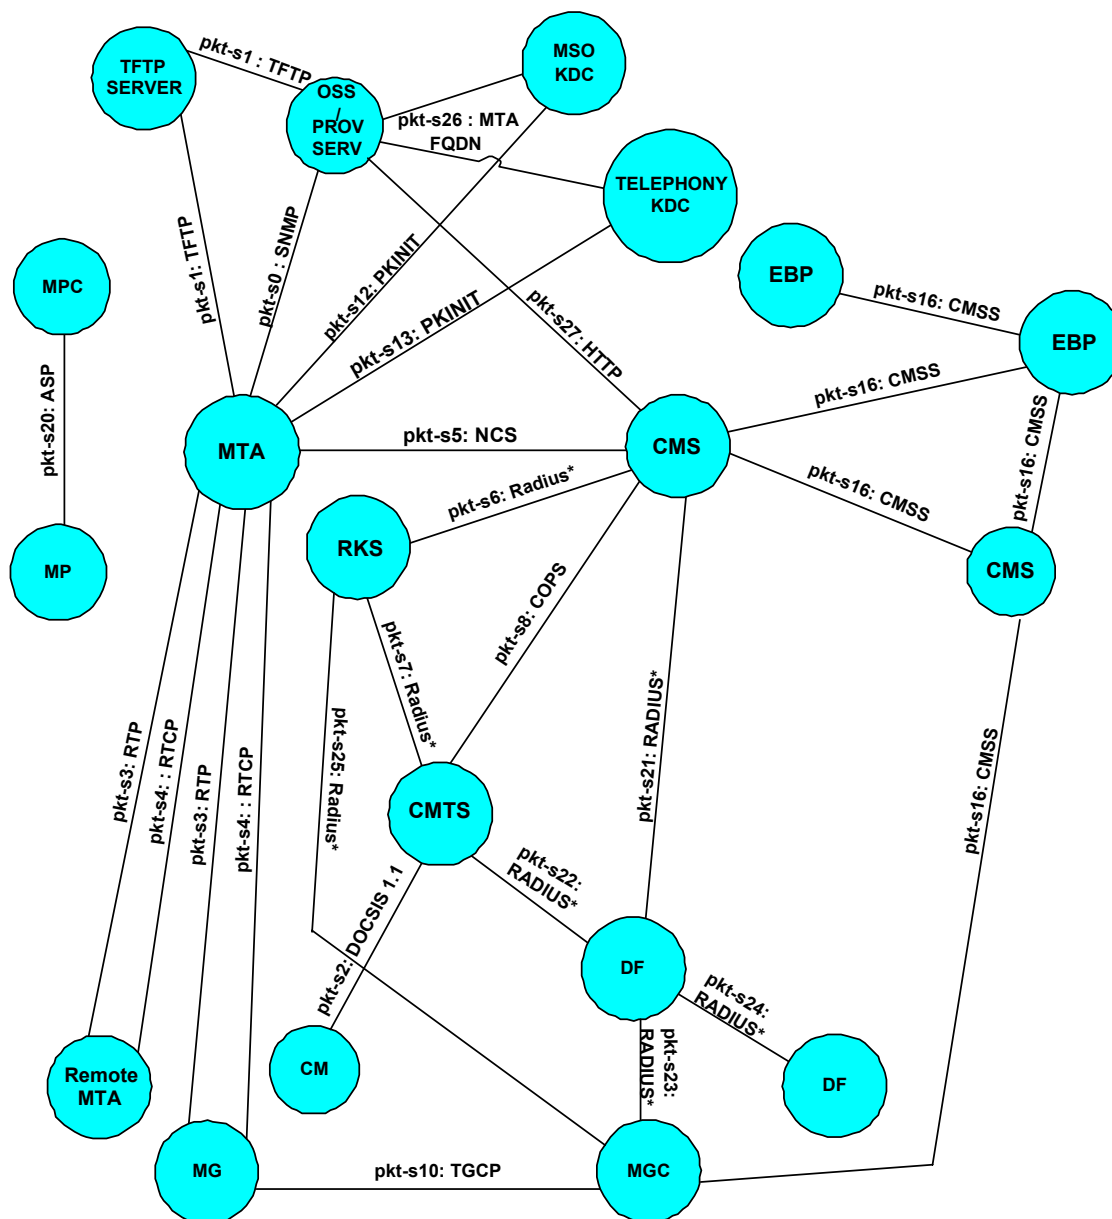 pkt-s1 : TFTP
TFTP
SERVER
MSO
KDC
OSS
/
PROV
SERV
pkt-s26 : MTA
FQDN
TELEPHONY
KDC
pkt-s1: TFTP
pkt-s0 : SNMP
pkt-s12: PKINIT
pkt-s13: PKINIT
pkt-s27: HTTP
MPC
EBP
pkt-s16: CMSS
EBP
pkt-s16: CMSS
pkt-s20: ASP
MTA
pkt-s5: NCS
CMS
pkt-s16: CMSS
pkt-s16: CMSS
pkt-s6: Radius*
RKS
MP
CMS
pkt-s8: COPS
pkt-s7: Radius*
pkt-s25: Radius*
pkt-s21: RADIUS*
pkt-s3: RTP
pkt-s4: : RTCP
pkt-s3: RTP
pkt-s4: : RTCP
pkt-s16: CMSS
CMTS
pkt-s22:
RADIUS*
pkt-s2: DOCSIS 1.1
DF
pkt-s24:
RADIUS*
pkt-s23:
RADIUS*
Remote
MTA
CM
DF
MG
pkt-s10: TGCP
MGC